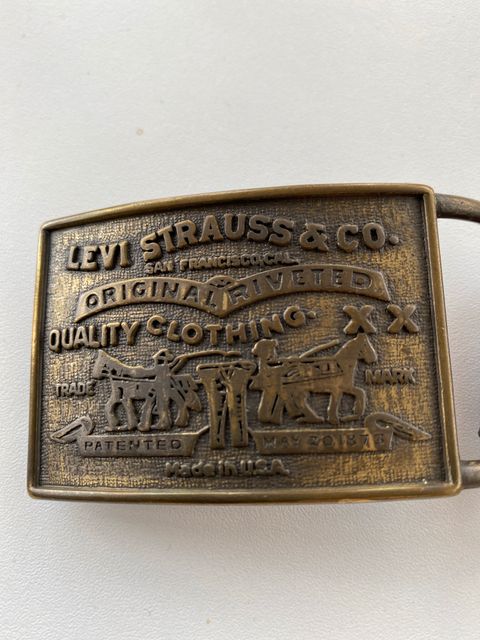 LEVI STRAUSS & CO.
SAN FRANCISCO, CAL.
ORIGINAL RIVETED
QUALITY CLOTHING. XX
TRADE MARK
PATENTED MAY 20 1873
Made in U.S.A.